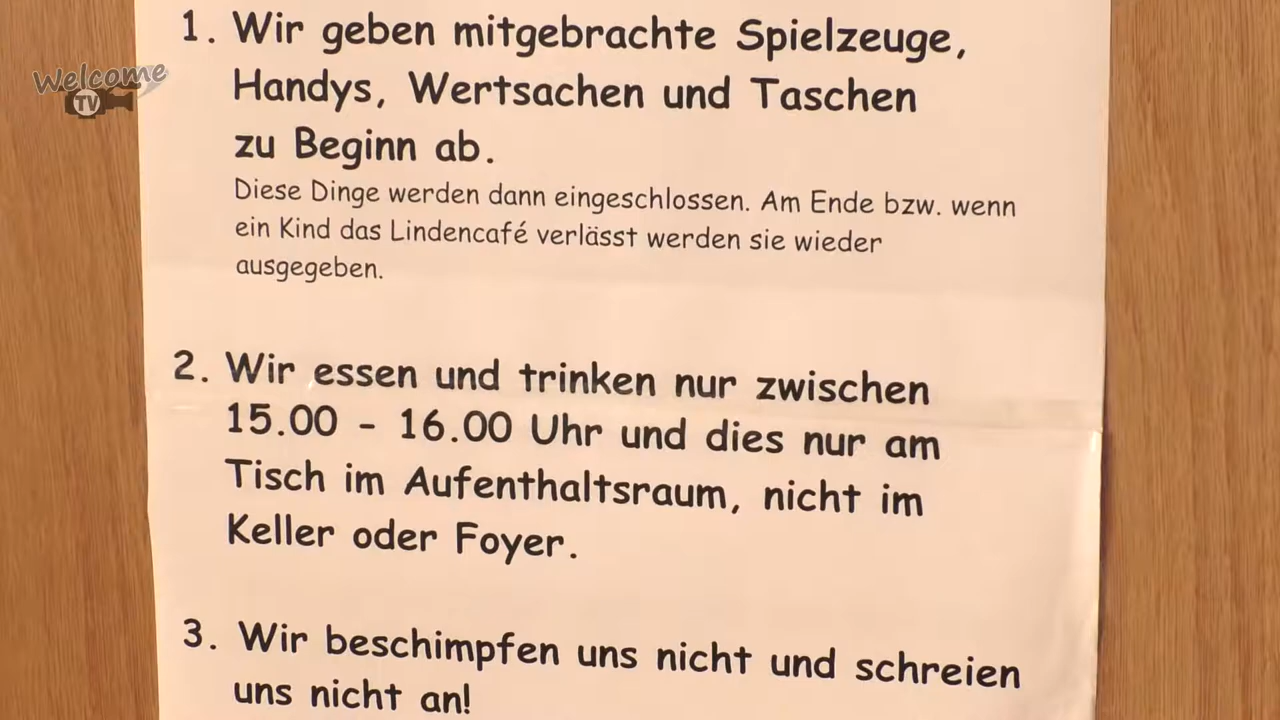 Welcome
TV
1. Wir geben mitgebrachte Spielzeuge,
Handys, Wertsachen und Taschen
zu Beginn ab.
Diese Dinge werden dann eingeschlossen. Am Ende bzw. wenn
ein Kind das Lindencafé verlässt werden sie wieder
ausgegeben.
2. Wir essen und trinken nur zwischen
15.00 - 16.00 Uhr und dies nur am
Tisch im Aufenthaltsraum, nicht im
Keller oder Foyer.
3. Wir beschimpfen uns nicht und schreien
uns nicht an!